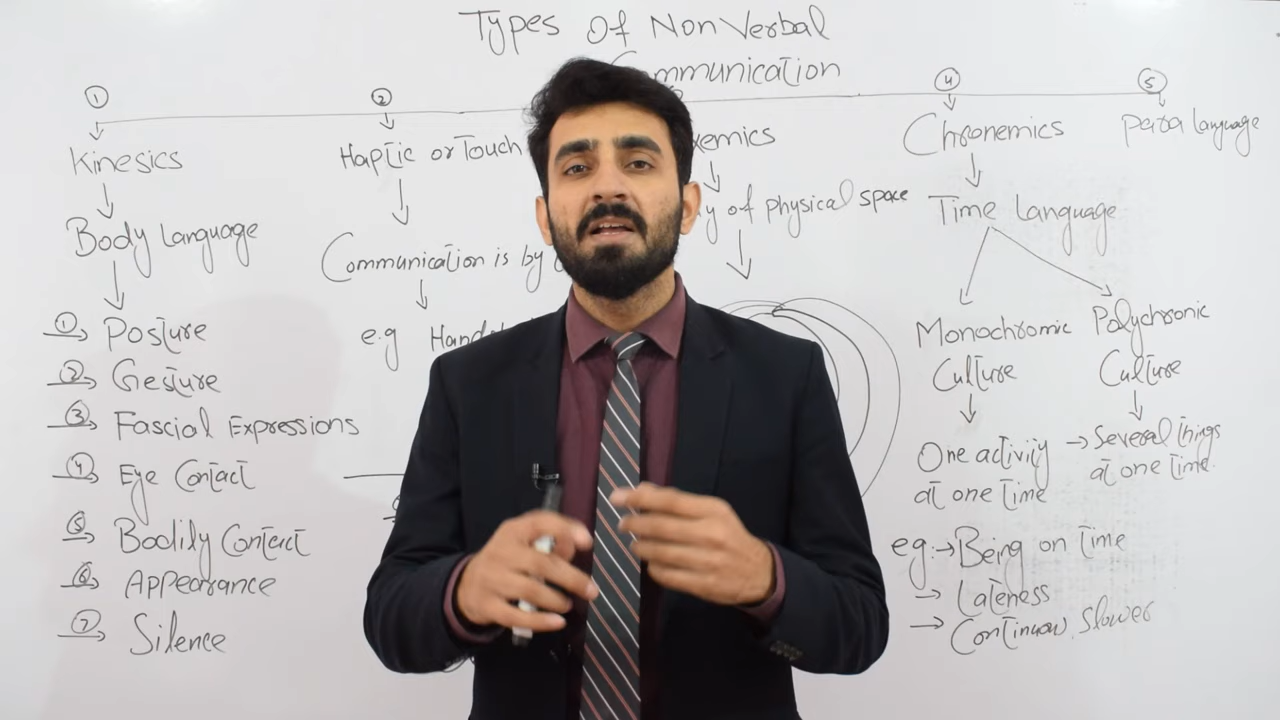 Types Of Non Verbal
Communication
① ② ④ ⑤
Kinesics
Body Language
① Posture
② Gesture
③ Fascial Expressions
④ Eye Contact
⑤ Bodily Contect
⑥ Appearance
⑦ Silence
Haptic or Touch
Communication is by
e.g
xemics
y of physical space
Chronemics
Time language
Monochromic
Culture
One activity
at one time
Polychronic
Culture
Several things
at one time.
eg: Being on Time
Lateness
Slower
para language